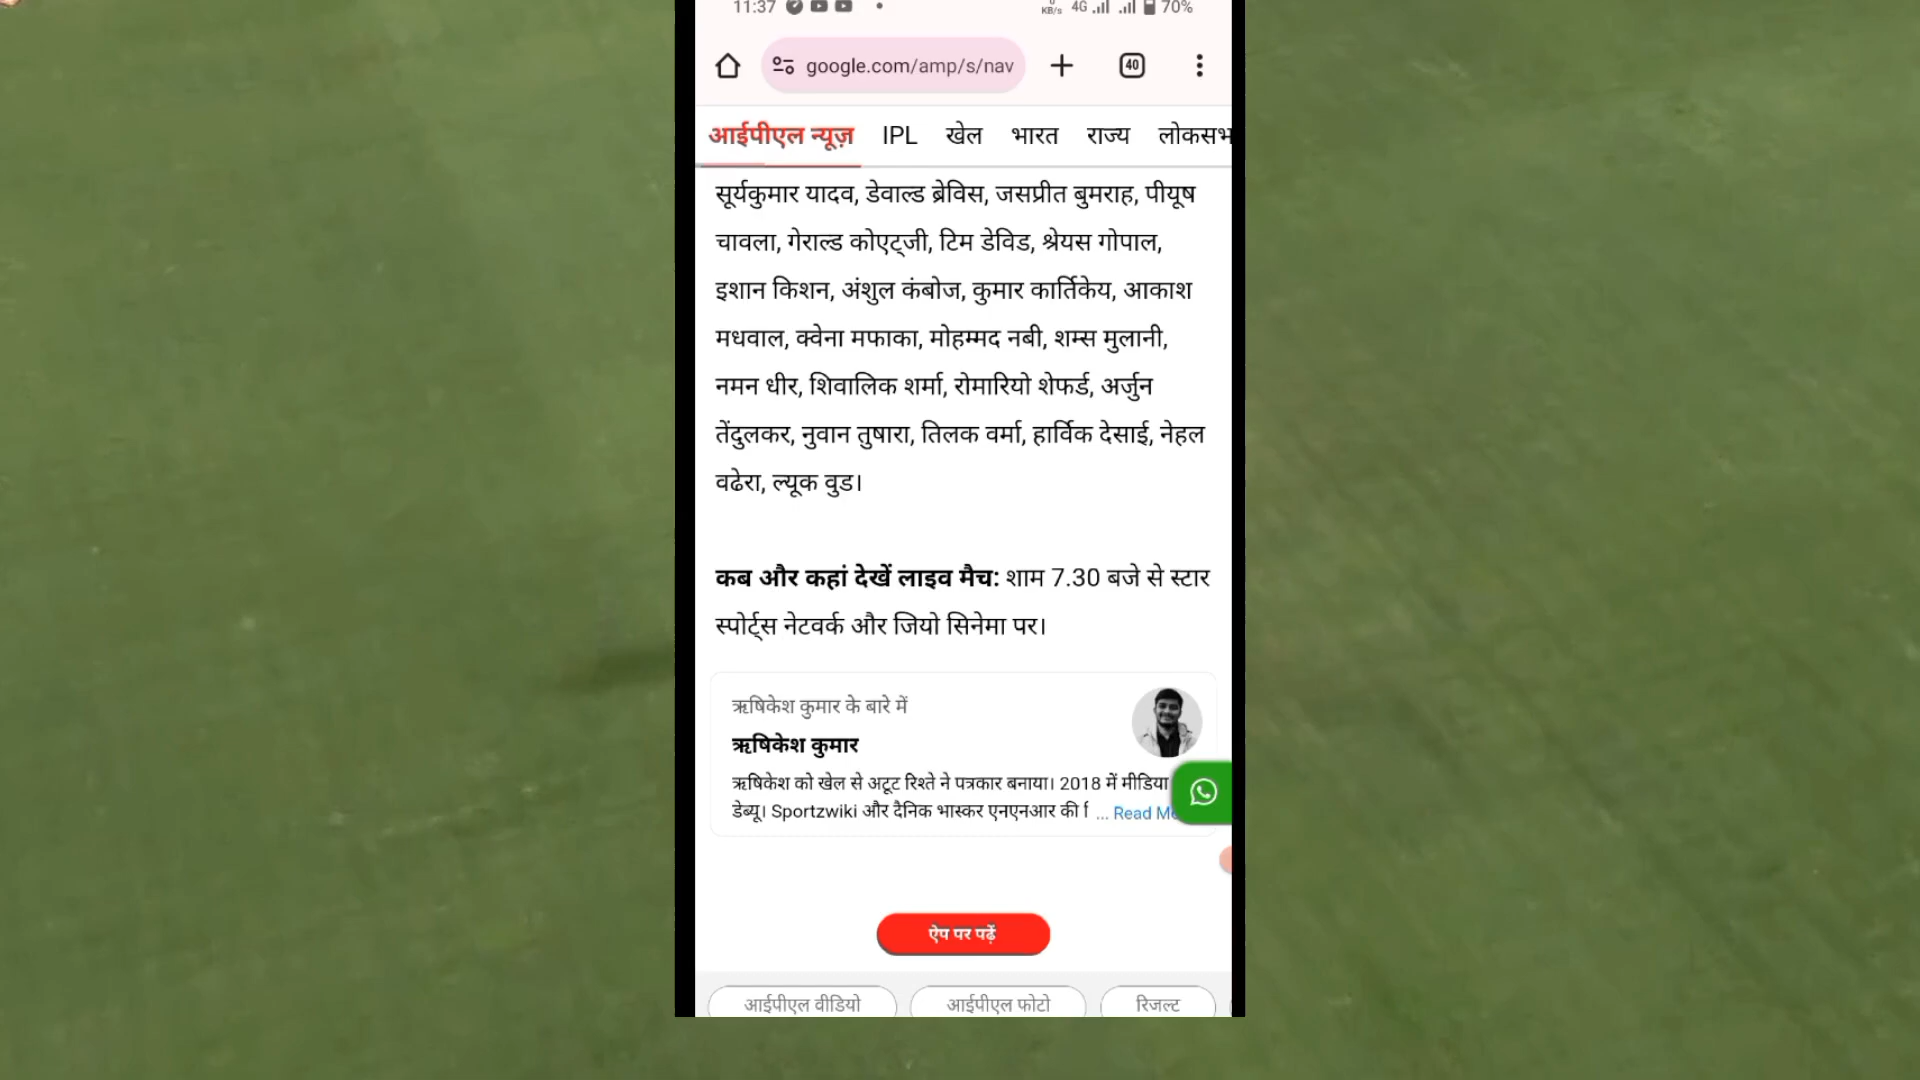 11:37
KB/s 4G 70%
google.com/amp/s/nav
40
आईपीएल न्यूज़ IPL खेल भारत राज्य लोकसभ
सूर्यकुमार यादव, डेवाल्ड ब्रेविस, जसप्रीत बुमराह, पीयूष
चावला, गेराल्ड कोएट्जी, टिम डेविड, श्रेयस गोपाल,
इशान किशन, अंशुल कंबोज, कुमार कार्तिकेय, आकाश
मधवाल, क्वेना मफाका, मोहम्मद नबी, शम्स मुलानी,
नमन धीर, शिवालिक शर्मा, रोमारियो शेफर्ड, अर्जुन
तेंदुलकर, नुवान तुषारा, तिलक वर्मा, हार्विक देसाई, नेहल
वढेरा, ल्यूक वुड।
कब और कहां देखें लाइव मैच: शाम 7.30 बजे से स्टार
स्पोर्ट्स नेटवर्क और जियो सिनेमा पर।
ऋषिकेश कुमार के बारे में
ऋषिकेश कुमार
ऋषिकेश को खेल से अटूट रिश्ते ने पत्रकार बनाया। 2018 में मीडिया
डेब्यू। Sportzwiki और दैनिक भास्कर एनएनआर की ... Read
ऐप पर पढ़ें
आईपीएल वीडियो आईपीएल फोटो रिजल्ट